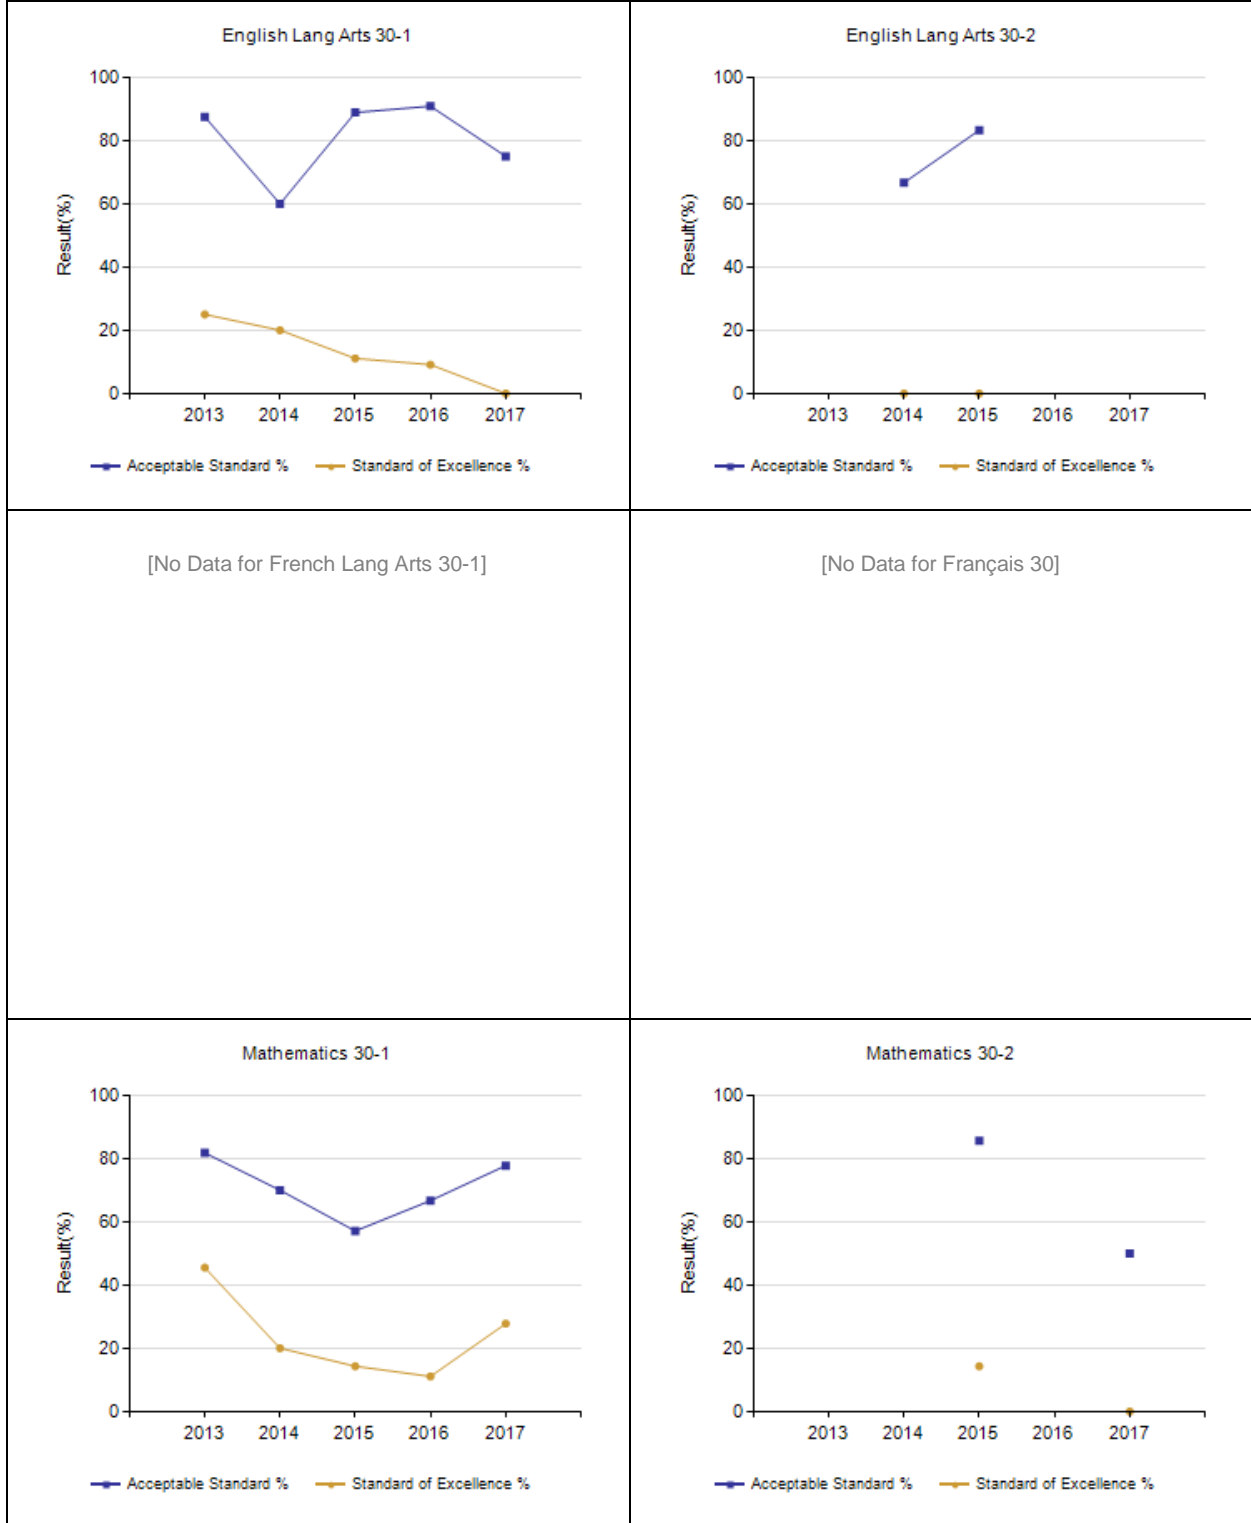 English Lang Arts 30-1
100
80
60
40
20
0
Result(%)
2013 2014 2015 2016 2017
Acceptable Standard % Standard of Excellence %
English Lang Arts 30-2
100
80
60
40
20
0
Result(%)
2013 2014 2015 2016 2017
Acceptable Standard % Standard of Excellence %
[No Data for French Lang Arts 30-1]
[No Data for Français 30]
Mathematics 30-1
100
80
60
40
20
0
Result(%)
2013 2014 2015 2016 2017
Acceptable Standard % Standard of Excellence %
Mathematics 30-2
100
80
60
40
20
0
Result(%)
2013 2014 2015 2016 2017
Acceptable Standard % Standard of Excellence %